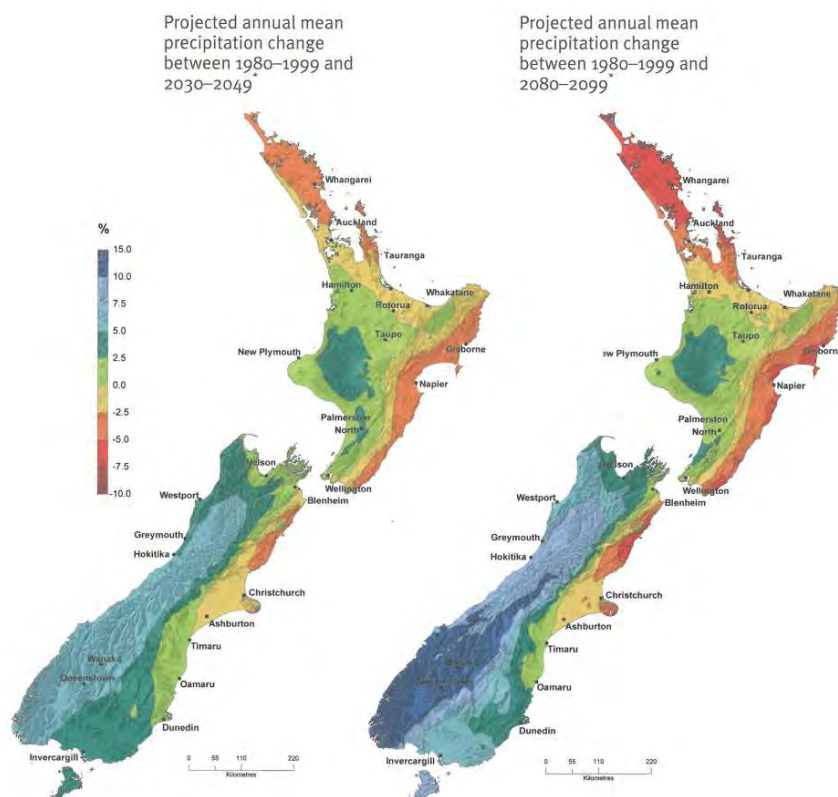 Projected annual mean
precipitation change
between 1980–1999 and
2030–2049*
Projected annual mean
precipitation change
between 1980–1999 and
2080–2099*
%
15.0
10.0
7.5
5.0
2.5
0.0
-2.5
-5.0
-7.5
-10.0
Whangarei
Auckland
Tauranga
Hamilton
Whakatane
Rotorua
Taupo
New Plymouth
Gisborne
Napier
Palmerston
North
Nelson
Wellington
Westport
Blenheim
Greymouth
Hokitika
Christchurch
Ashburton
Timaru
Wanaka
Queenstown
Oamaru
Dunedin
Invercargill
0 55 110 220
Kilometres
Whangarei
Auckland
Tauranga
Hamilton
Whakatane
Rotorua
Taupo
ew Plymouth
Gisborn
Napier
Palmerston
North
Nelson
Wellington
Westport
Blenheim
Greymouth
Hokitika
Christchurch
Ashburton
Timaru
Oamaru
Dunedin
Invercargill
0 55 110 220
Kilometres